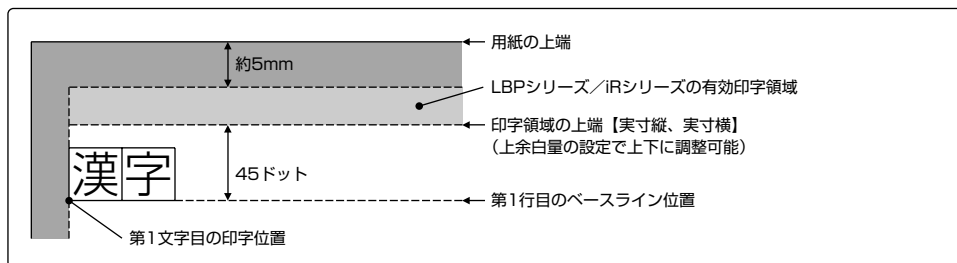 用紙の上端
約5mm
LBPシリーズ／iRシリーズの有効印字領域
印字領域の上端【実寸縦、実寸横】
（上余白量の設定で上下に調整可能）
漢字
45ドット
第1行目のベースライン位置
第1文字目の印字位置